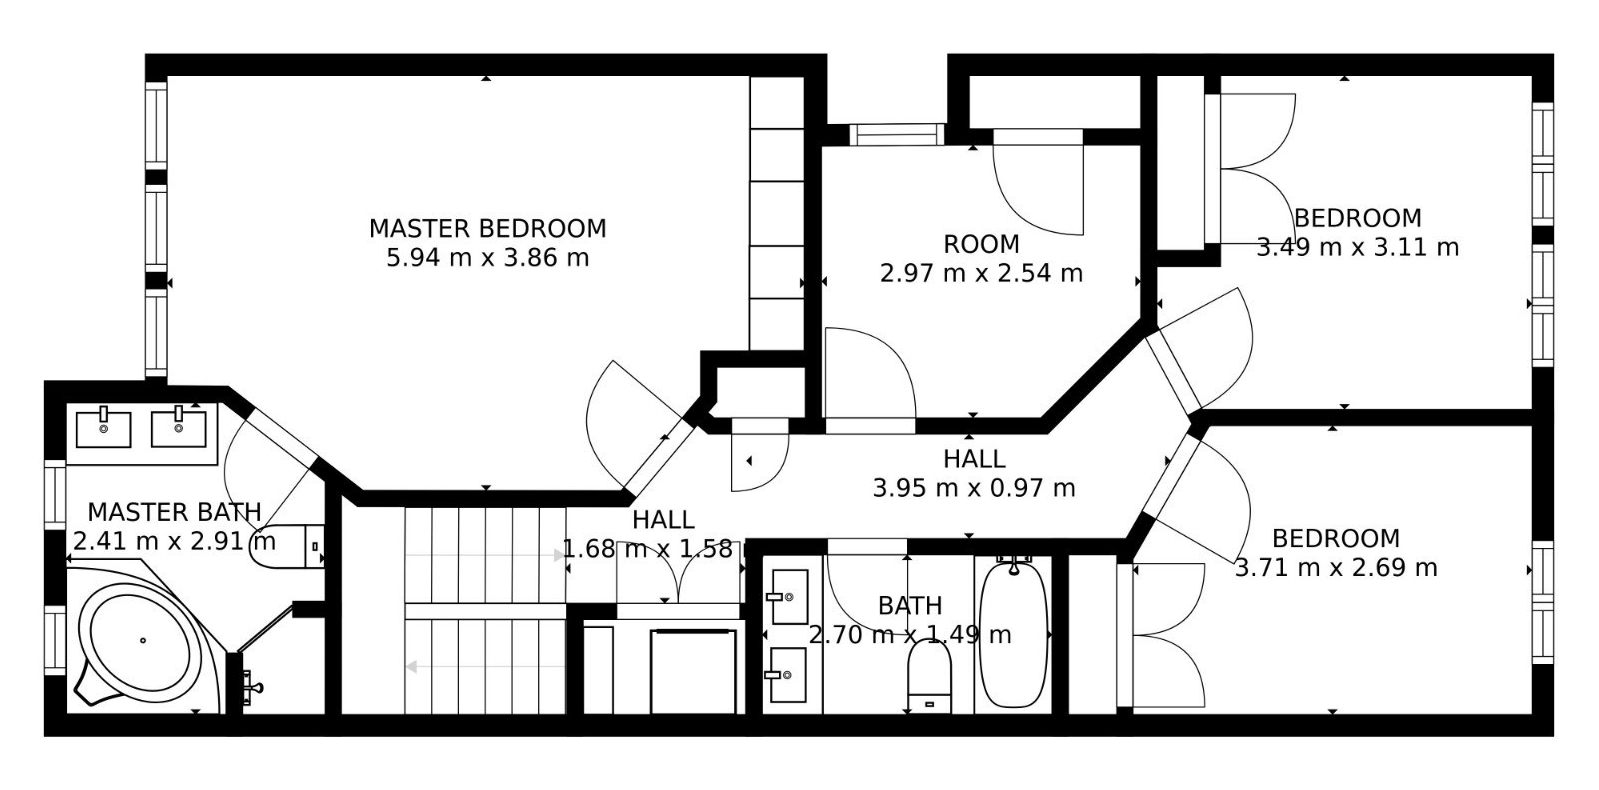 MASTER BEDROOM
5.94 m x 3.86 m
ROOM
2.97 m x 2.54 m
BEDROOM
3.49 m x 3.11 m
HALL
3.95 m x 0.97 m
MASTER BATH
2.41 m x 2.91 m
HALL
1.68 m x 1.58 m
BEDROOM
3.71 m x 2.69 m
BATH
2.70 m x 1.49 m